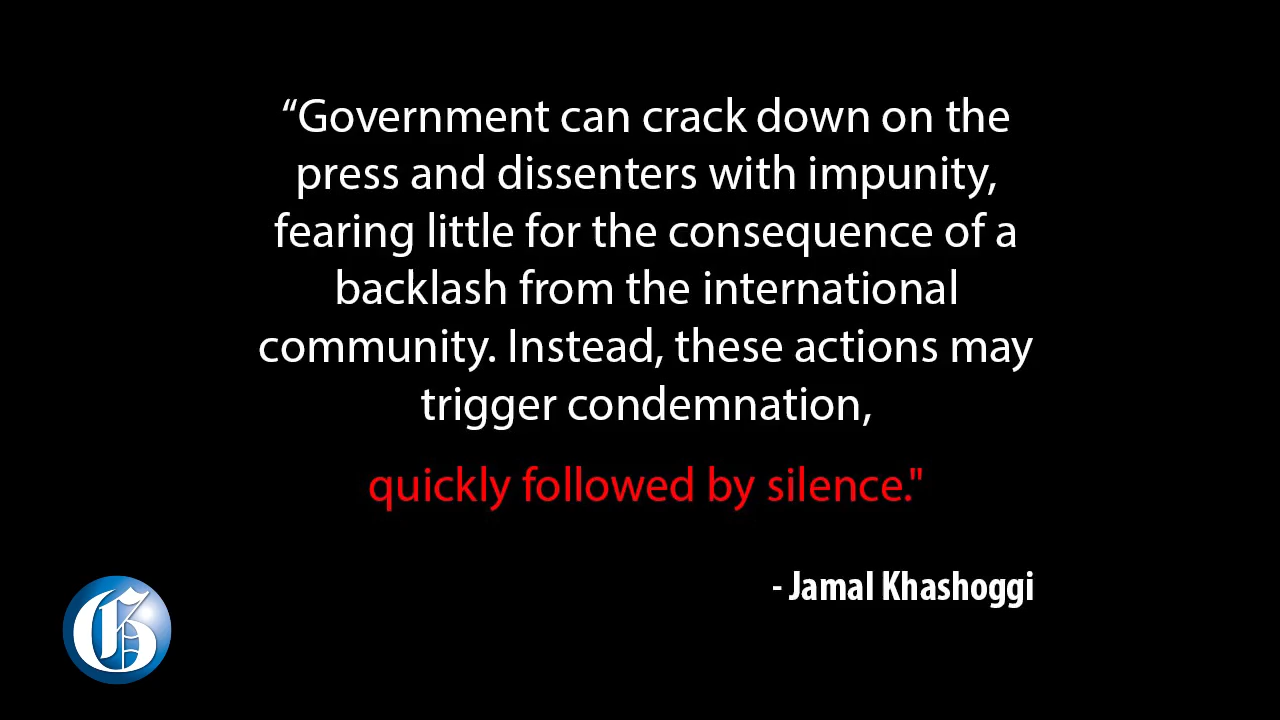 “Government can crack down on the
press and dissenters with impunity,
fearing little for the consequence of a
backlash from the international
community. Instead, these actions may
trigger condemnation,
quickly followed by silence."
- Jamal Khashoggi
G